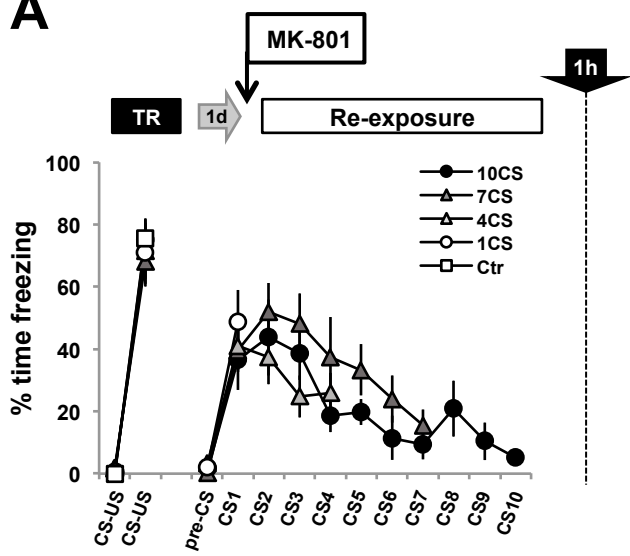 A
MK-801
1h
TR
1d
Re-exposure
100
80
60
40
20
0
% time freezing
10CS
7CS
4CS
1CS
Ctr
CS-US
CS-US
pre-CS
CS1
CS2
CS3
CS4
CS5
CS6
CS7
CS8
CS9
CS10